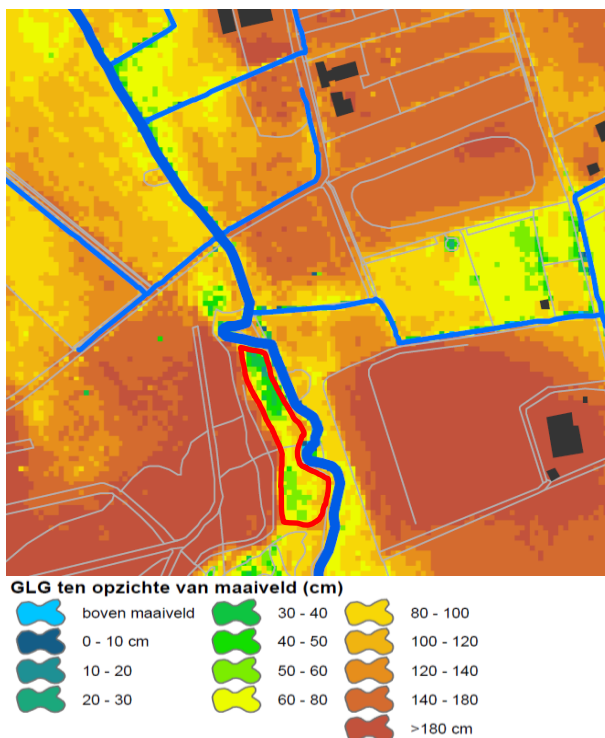 GLG ten opzichte van maaiveld (cm)
boven maaiveld
0 - 10 cm
10 - 20
20 - 30
30 - 40
40 - 50
50 - 60
60 - 80
80 - 100
100 - 120
120 - 140
140 - 180
>180 cm